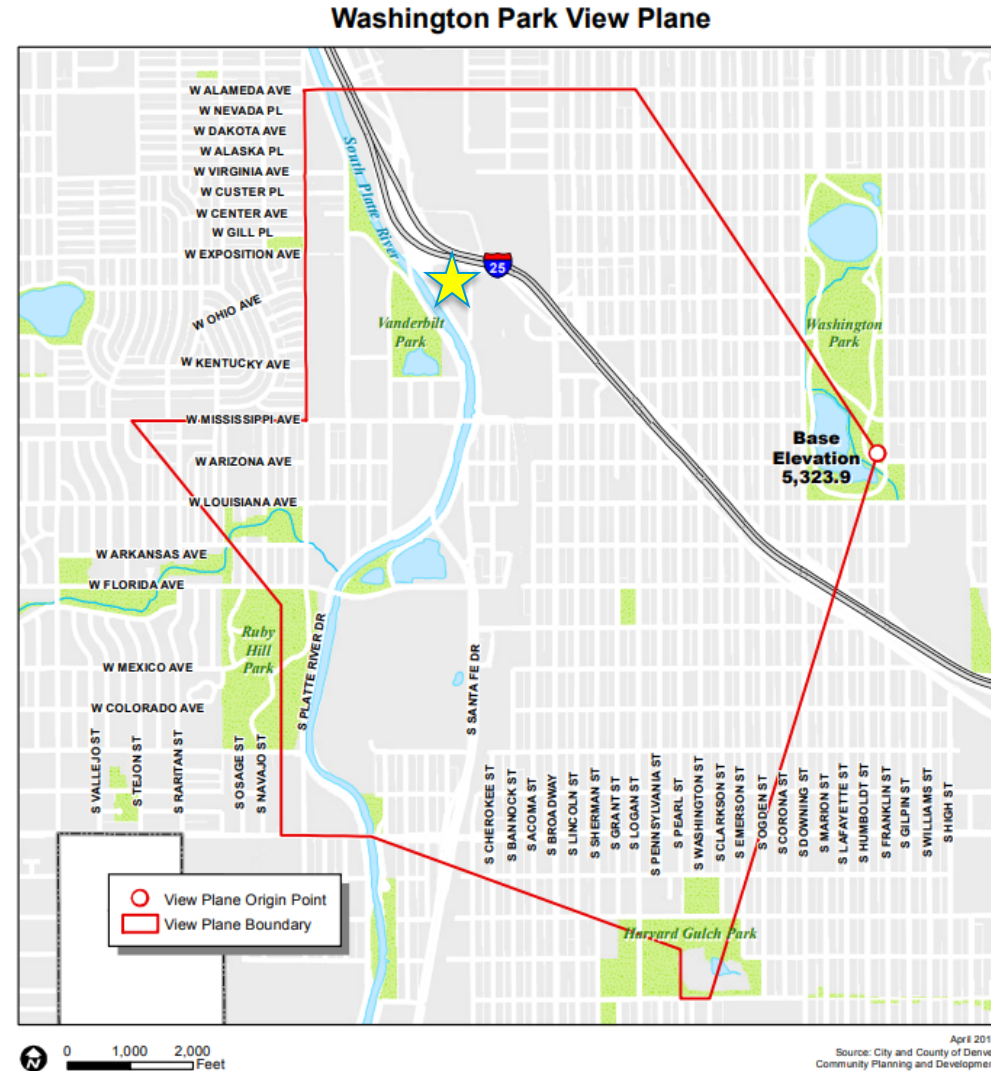 Washington Park View Plane
W ALAMEDA AVE
W NEVADA PL
W DAKOTA AVE
W ALASKA PL
W VIRGINIA AVE
W CUSTER PL
W CENTER AVE
W GILL PL
W EXPOSITION AVE
W OHIO AVE
W KENTUCKY AVE
W MISSISSIPPI AVE
W ARIZONA AVE
W LOUISIANA AVE
W ARKANSAS AVE
W FLORIDA AVE
W MEXICO AVE
W COLORADO AVE
South Platte River
25
Vanderbilt
Park
Washington
Park
Base
Elevation
5,323.9
Ruby
Hill
Park
S PLATTE RIVER DR
S SANTA FE DR
S VALLEJO ST
S TEJON ST
S RARITAN ST
S OSAGE ST
S NAVAJO ST
S CHEROKEE ST
S BANNOCK ST
S ACOMA ST
S BROADWAY
S LINCOLN ST
S SHERMAN ST
S GRANT ST
S LOGAN ST
S PENNSYLVANIA ST
S PEARL ST
S WASHINGTON ST
S CLARKSON ST
S EMERSON ST
S OGDEN ST
S CORONA ST
S DOWNING ST
S MARION ST
S LAFAYETTE ST
S HUMBOLDT ST
S FRANKLIN ST
S GILPIN ST
S WILLIAMS ST
S HIGH ST
Harvard Gulch Park
View Plane Origin Point
View Plane Boundary
N
0 1,000 2,000
Feet
April 201
Source: City and County of Denve
Community Planning and Developmen